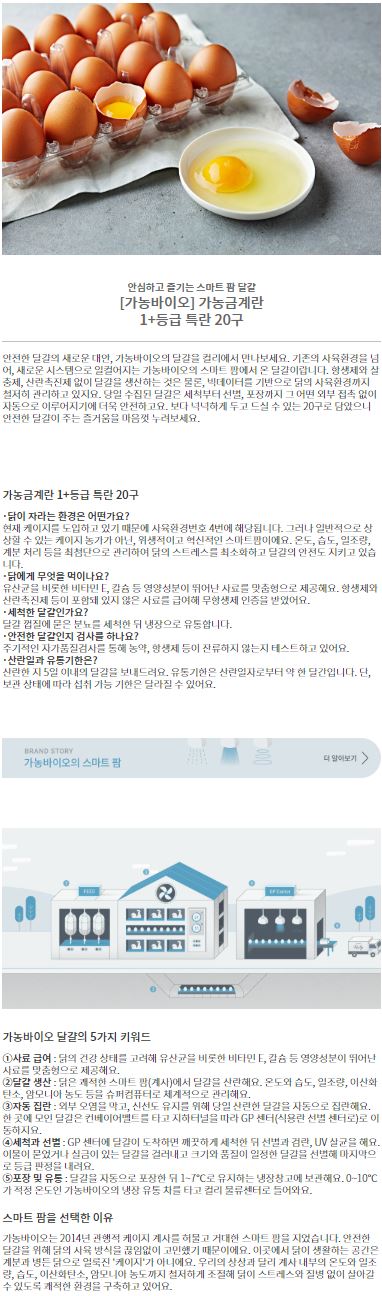 안심하고 즐기는 스마트 팜 달걀
[가농바이오] 가농금계란
1+등급 특란 20구
안전한 달걀의 새로운 대안, 가농바이오의 달걀을 컬리에서 만나보세요. 기존의 사육환경을 넘
어, 새로운 시스템으로 일컬어지는 가농바이오의 스마트 팜에서 온 달걀이랍니다. 항생제와 살
충제, 산란촉진제 없이 달걀을 생산하는 것은 물론, 빅데이터를 기반으로 닭의 사육환경까지
철저히 관리하고 있지요. 당일 수집된 달걀은 세척부터 선별, 포장까지 그 어떤 외부 접촉 없이
자동으로 이루어지기에 더욱 안전하고요. 보다 넉넉하게 두고 드실 수 있는 20구로 담았으니
안전한 달걀이 주는 즐거움을 마음껏 누려보세요.
가농금계란 1+등급 특란 20구
·닭이 자라는 환경은 어떤가요?
현재 케이지를 도입하고 있기 때문에 사육환경번호 4번에 해당됩니다. 그러나 일반적으로 상
상할 수 있는 케이지 농가가 아닌, 위생적이고 혁신적인 스마트팜이에요. 온도, 습도, 일조량,
계분 처리 등을 최첨단으로 관리하여 닭의 스트레스를 최소화하고 달걀의 안전도 지키고 있습
니다.
·닭에게 무엇을 먹이나요?
유산균을 비롯한 비타민 E, 칼슘 등 영양성분이 뛰어난 사료를 맞춤형으로 제공해요. 항생제와
산란촉진제 등이 포함돼 있지 않은 사료를 급여해 무항생제 인증을 받았어요.
·세척한 달걀인가요?
달걀 껍질에 묻은 분뇨를 세척한 뒤 냉장으로 유통합니다.
·안전한 달걀인지 검사를 하나요?
주기적인 자가품질검사를 통해 농약, 항생제 등이 잔류하지 않는지 테스트하고 있어요.
·산란일과 유통기한은?
산란한 지 5일 이내의 달걀을 보내드려요. 유통기한은 산란일자로부터 약 한 달간입니다. 단,
보관 상태에 따라 섭취 가능 기한은 달라질 수 있어요.
BRAND STORY
가농바이오의 스마트 팜
더 알아보기
FEED
GP Center
가농바이오 달걀의 5가지 키워드
①사료 급여 : 닭의 건강 상태를 고려해 유산균을 비롯한 비타민 E, 칼슘 등 영양성분이 뛰어난
사료를 맞춤형으로 제공해요.
②달걀 생산 : 닭은 쾌적한 스마트 팜(계사)에서 달걀을 산란해요. 온도와 습도, 일조량, 이산화
탄소, 암모니아 농도 등을 슈퍼컴퓨터로 체계적으로 관리해요.
③자동 집란 : 외부 오염을 막고, 신선도 유지를 위해 당일 산란한 달걀을 자동으로 집란해요.
한 곳에 모인 달걀은 컨베이어벨트를 타고 지하터널을 따라 GP 센터(식용란 선별 센터로)로 이
동하지요.
④세척과 선별 : GP 센터에 달걀이 도착하면 깨끗하게 세척한 뒤 선별과 검란, UV 살균을 해요.
이물이 묻었거나 실금이 있는 달걀을 걸러내고 크기와 품질이 일정한 달걀을 선별해 마지막으
로 등급 판정을 내려요.
⑤포장 및 유통 : 달걀을 자동으로 포장한 뒤 1~7℃로 유지하는 냉장창고에 보관해요. 0~10℃
가 적정 온도인 가농바이오의 냉장 유통 차를 타고 컬리 물류센터로 들어와요.
스마트 팜을 선택한 이유
가농바이오는 2014년 관행적 케이지 계사를 허물고 거대한 스마트 팜을 지었습니다. 안전한
달걀을 위해 닭의 사육 방식을 끊임없이 고민했기 때문이에요. 이곳에서 닭이 생활하는 공간은
계분과 병든 닭으로 얼룩진 '케이지'가 아니에요. 우리의 상상과 달리 계사 내부의 온도와 일조
량, 습도, 이산화탄소, 암모니아 농도까지 철저하게 조절해 닭이 스트레스와 질병 없이 살아갈
수 있도록 쾌적한 환경을 구축하고 있어요.